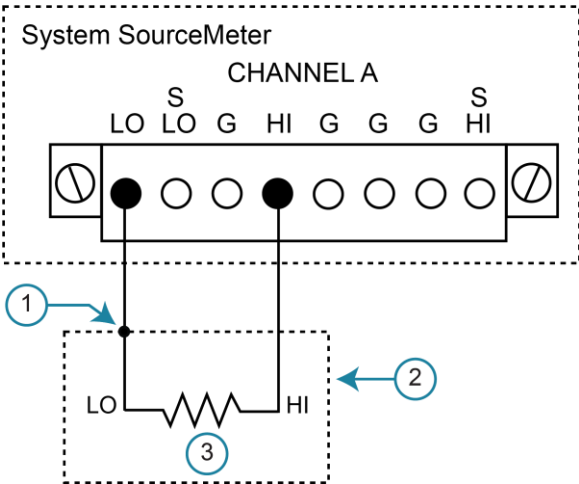 System SourceMeter
CHANNEL A
S S
LO LO G HI G G G HI
1
2
LO HI
3